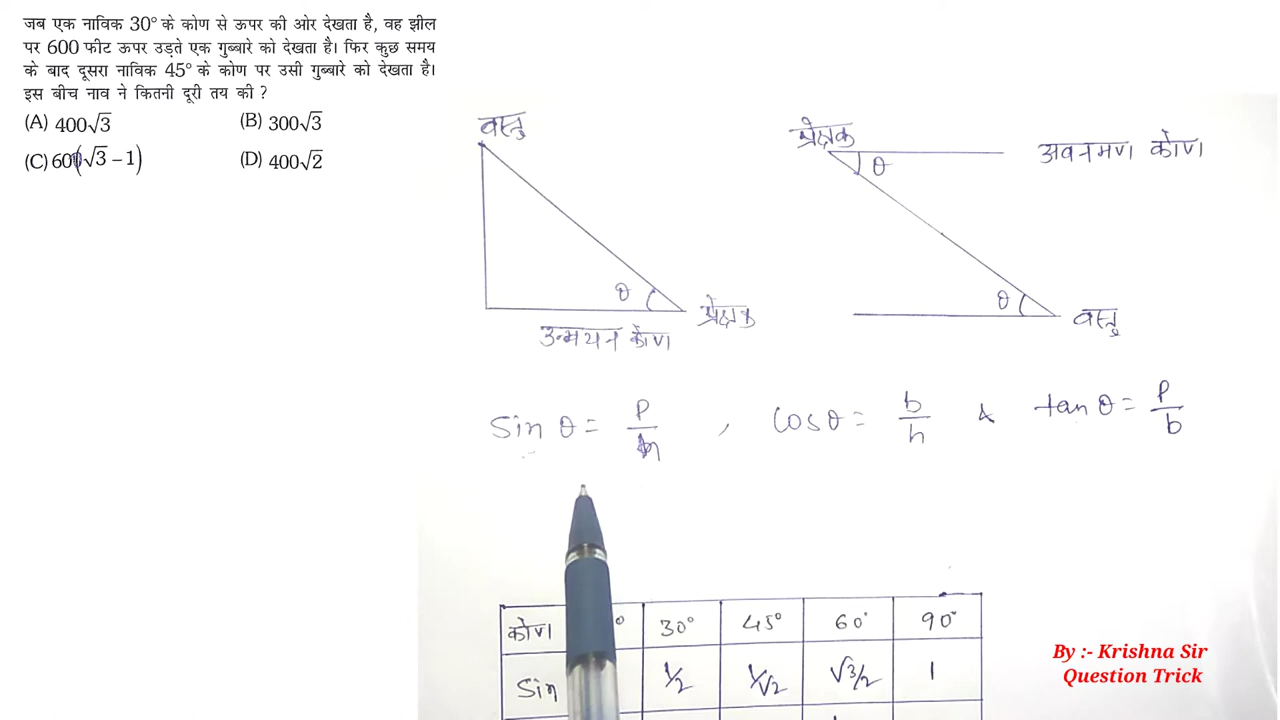 जब एक नाविक 30° के कोण से ऊपर की ओर देखता है, वह झील
पर 600 फीट ऊपर उड़ते एक गुब्बारे को देखता है। फिर कुछ समय
के बाद दूसरा नाविक 45° के कोण पर उसी गुब्बारे को देखता है।
इस बीच नाव ने कितनी दूरी तय की ?
(A) 400√3 (B) 300√3
(C) 600(√3 − 1) (D) 400√2
वस्तु
θ
प्रेक्षक
उन्नयन कोण
प्रेक्षक
θ
अवनमण कोण
θ
वस्तु
sin θ = P/h , cosθ = b/h & tan θ = P/b
कोण 30° 45° 60° 90°
Sin 1/2 1/√2 √3/2 1
By :- Krishna Sir
Question Trick